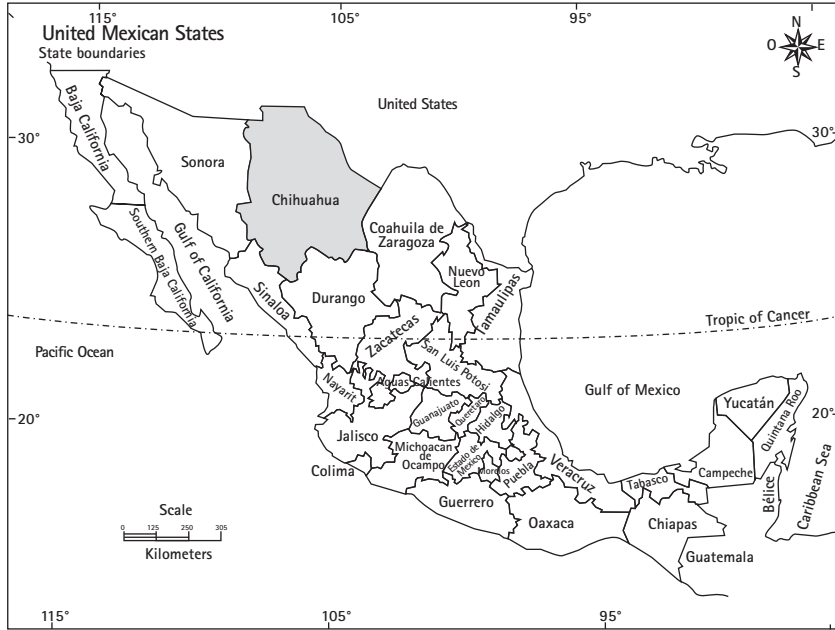 115°
105°
95°
United Mexican States
State boundaries
N
O
E
S
United States
30°
30°
Baja California
Sonora
Chihuahua
Coahuila de
Zaragoza
Southern Baja California
Gulf of California
Nuevo
Leon
Sinaloa
Durango
Tamaulipas
Tropic of Cancer
Zacatecas
Pacific Ocean
San Luis Potosi
Aquas Calientes
Nayarit
Gulf of Mexico
Yucatán
Quintana Roo
20°
20°
Guanajuato
Queretaro
Hidalgo
Jalisco
Michoacan
de
Ocampo
Estado de
Mexico
Morelos
Puebla
Veracruz
Colima
Tabasco
Campeche
Bélice
Caribbean Sea
Guerrero
Oaxaca
Chiapas
Guatemala
Scale
0 125 250 305
Kilometers
115°
105°
95°